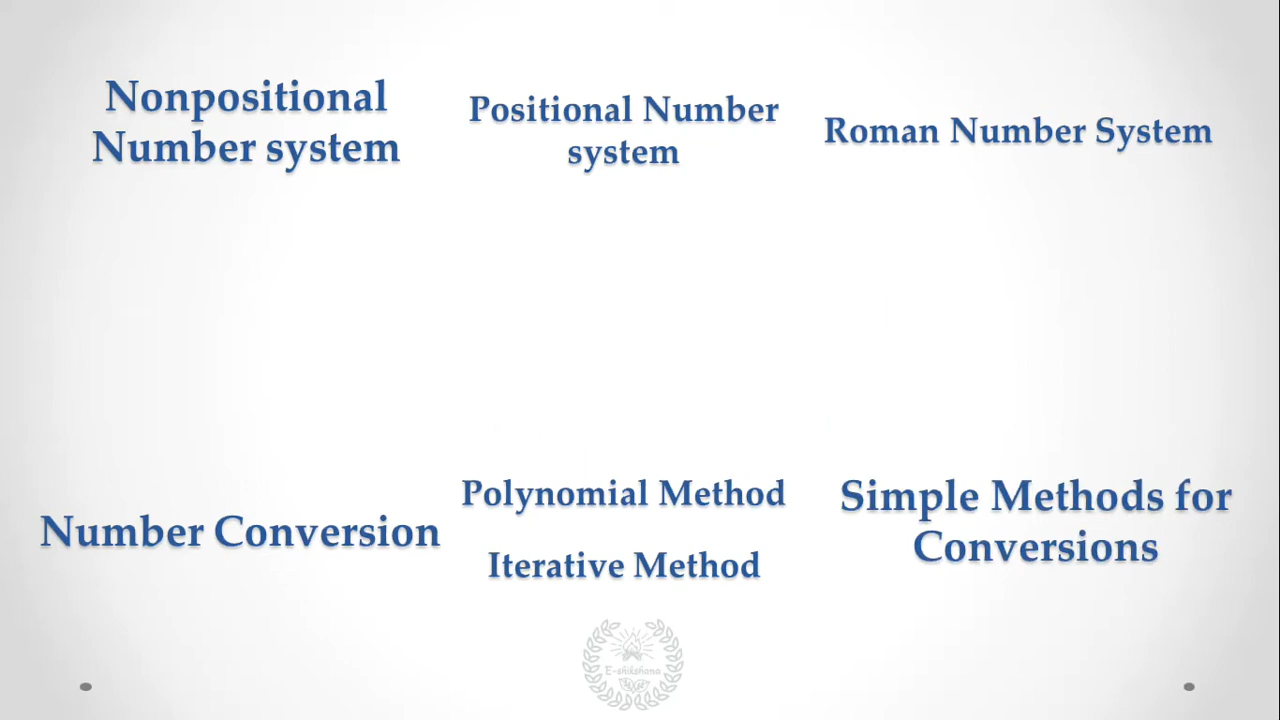 Nonpositional
Number system
Positional Number
system
Roman Number System
Number Conversion
Polynomial Method
Iterative Method
Simple Methods for
Conversions
E-shikshana